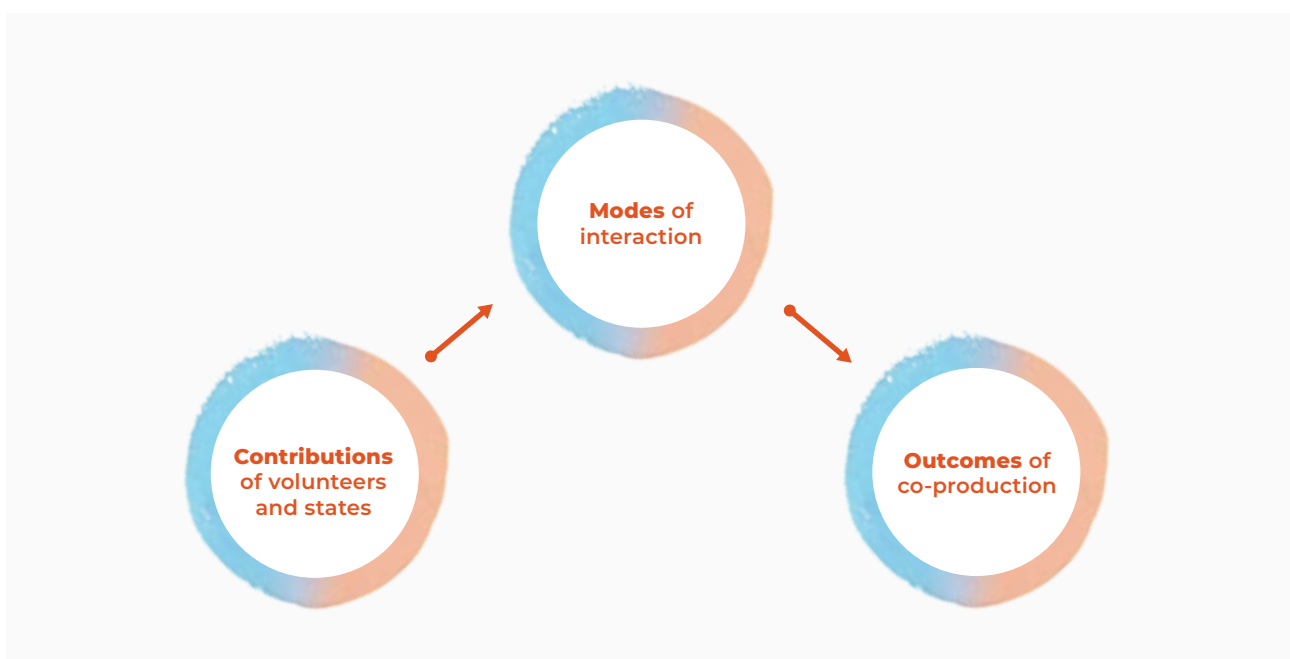 Modes of
interaction
Contributions
of volunteers
and states
Outcomes of
co-production